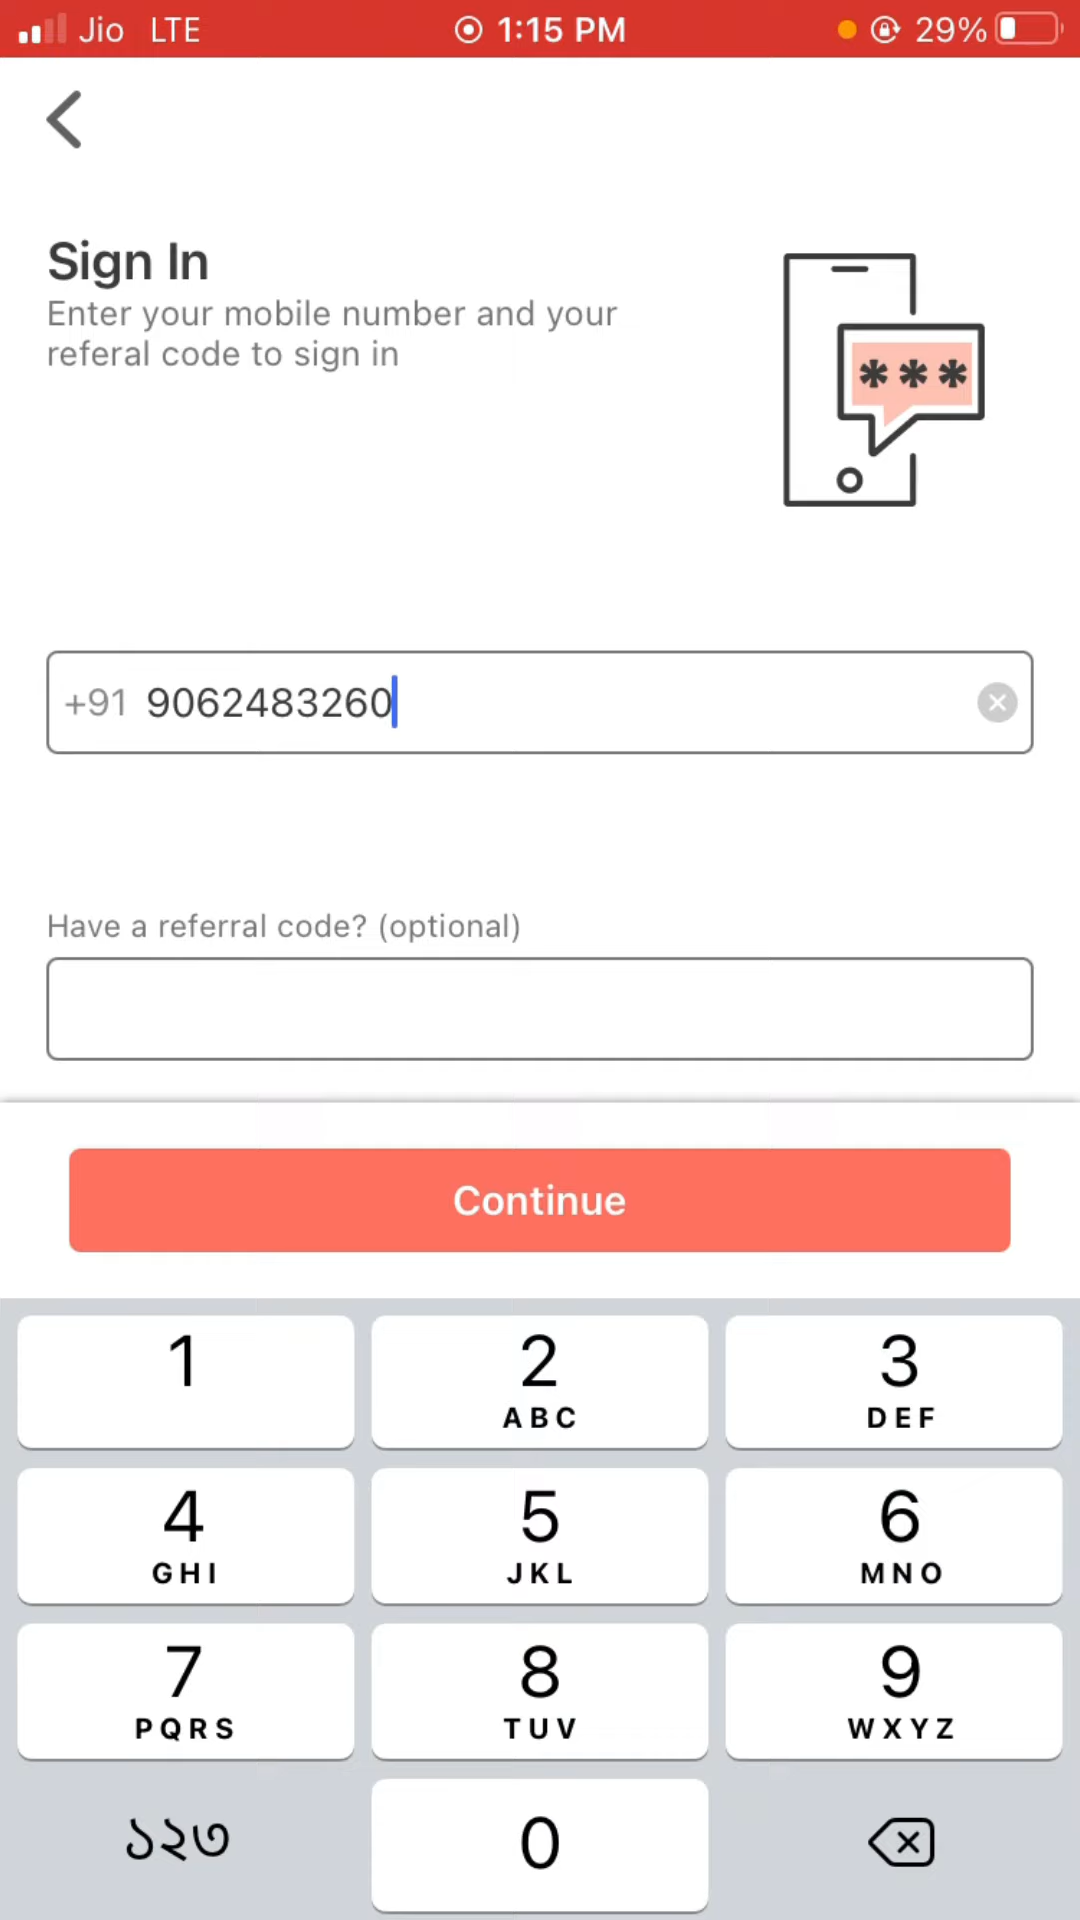 Jio LTE 1:15 PM 29%
Sign In
Enter your mobile number and your
referal code to sign in
***
+91 9062483260
Have a referral code? (optional)
Continue
1 2 3
ABC DEF
4 5 6
GHI JKL MNO
7 8 9
PQRS TUV WXYZ
১২৩ 0